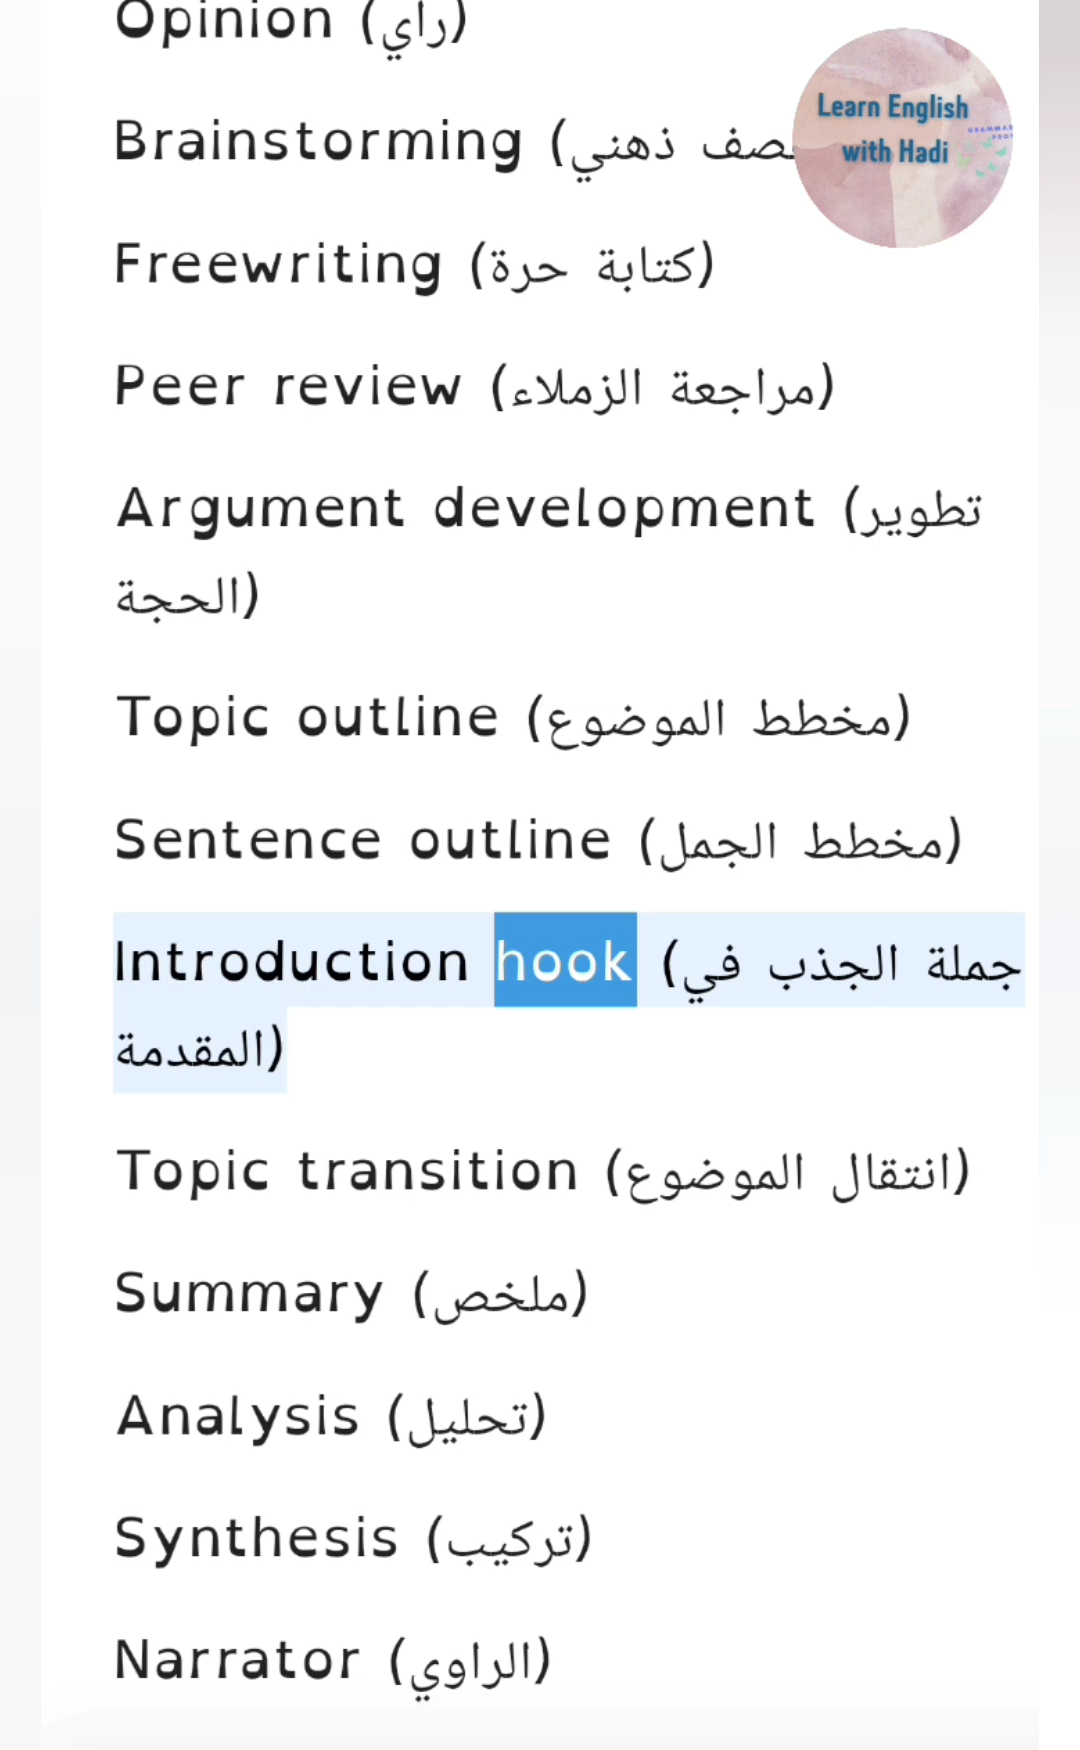 Opinion (رأي)
Learn English
with Hadi
Brainstorming (ذهني
Freewriting (كتابة حرة)
Peer review (مراجعة الزملاء)
Argument development (تطوير
الحجة)
Topic outline (مخطط الموضوع)
Sentence outline (مخطط الجمل)
Introduction hook (جملة الجذب في
المقدمة)
Topic transition (انتقال الموضوع)
Summary (ملخص)
Analysis (تحليل)
Synthesis (تركيب)
Narrator (الراوي)